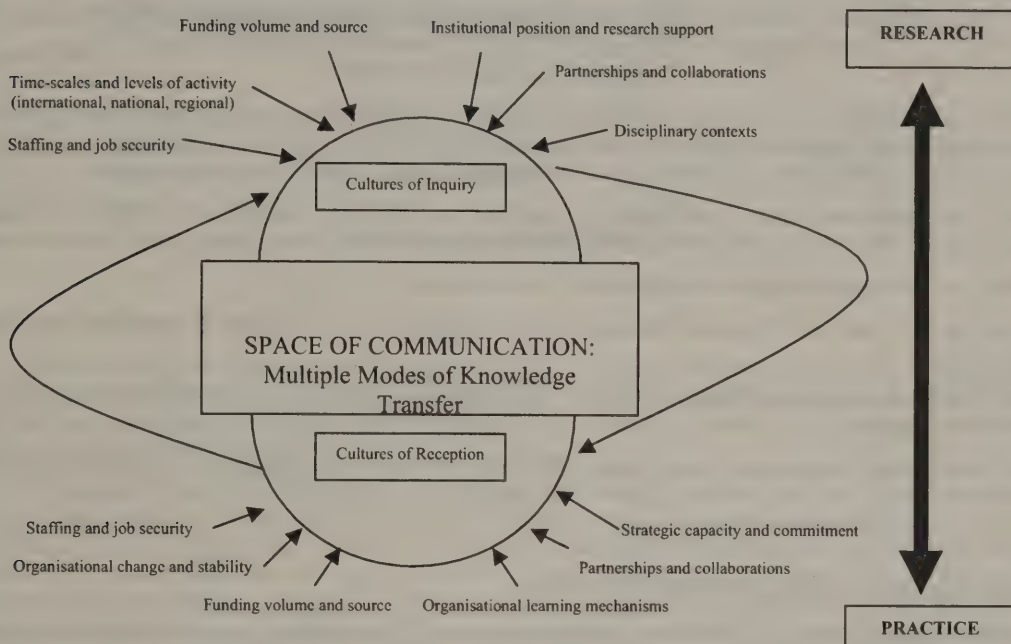 Funding volume and source
Institutional position and research support
RESEARCH
Time-scales and levels of activity
(international, national, regional)
Partnerships and collaborations
Staffing and job security
Disciplinary contexts
Cultures of Inquiry
SPACE OF COMMUNICATION:
Multiple Modes of Knowledge
Transfer
Cultures of Reception
Staffing and job security
Strategic capacity and commitment
Organisational change and stability
Partnerships and collaborations
Funding volume and source
Organisational learning mechanisms
PRACTICE